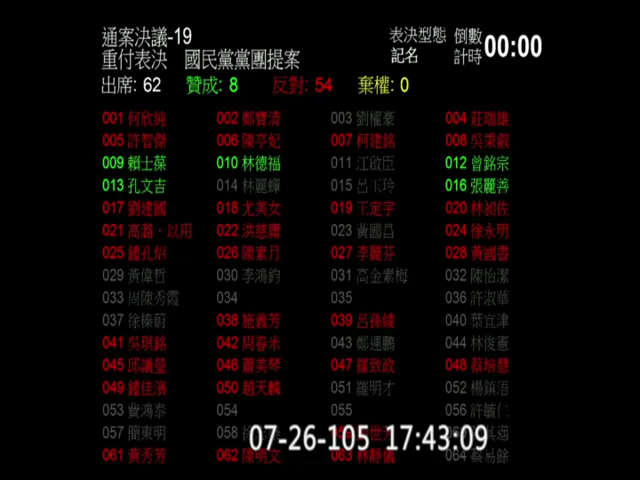 通案決議-19
重付表決 國民黨黨團提案
表決型態 記名
倒數計時 00:00
出席: 62 贊成: 8 反對: 54 棄權: 0
001 何欣純 002 鄭寶清 003 劉櫂豪 004 莊瑞雄
005 許智傑 006 陳亭妃 007 柯建銘 008 吳秉叡
009 賴士葆 010 林德福 011 江啟臣 012 曾銘宗
013 孔文吉 014 林麗蟬 015 呂玉玲 016 張麗善
017 劉建國 018 尤美女 019 王定宇 020 林昶佐
021 高潞．以用 022 洪慈庸 023 黃國昌 024 徐永明
025 鍾孔炤 026 陳素月 027 李麗芬 028 黃國書
029 黃偉哲 030 李鴻鈞 031 高金素梅 032 陳怡潔
033 周陳秀霞 034 035 036 許淑華
037 徐榛蔚 038 施義芳 039 呂孫綾 040 葉宜津
041 吳琪銘 042 周春米 043 鄭運鵬 044 林俊憲
045 邱議瑩 046 蕭美琴 047 羅致政 048 蔡培慧
049 鍾佳濱 050 趙天麟 051 羅明才 052 楊鎮浯
053 費鴻泰 054 055 056 許毓仁
057 簡東明 058
061 黃秀芳 062 陳明文 063 林靜儀 064 蔡易餘
07-26-105 17:43:09